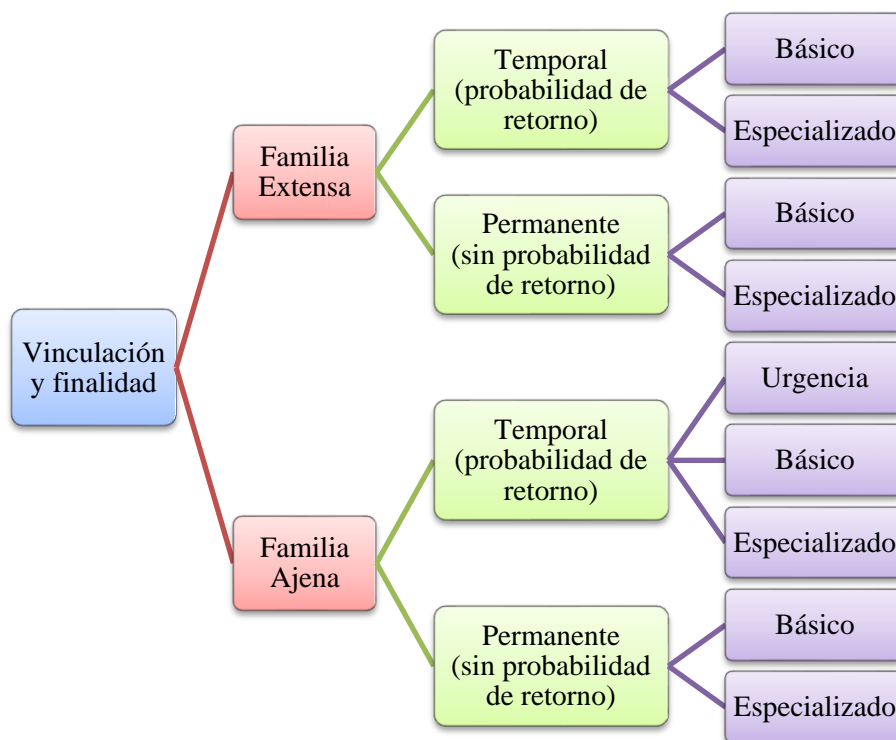 Vinculación
y finalidad
Familia
Extensa
Temporal
(probabilidad de
retorno)
Básico
Especializado
Permanente
(sin probabilidad
de retorno)
Básico
Especializado
Familia
Ajena
Temporal
(probabilidad de
retorno)
Urgencia
Básico
Especializado
Permanente
(sin probabilidad
de retorno)
Básico
Especializado